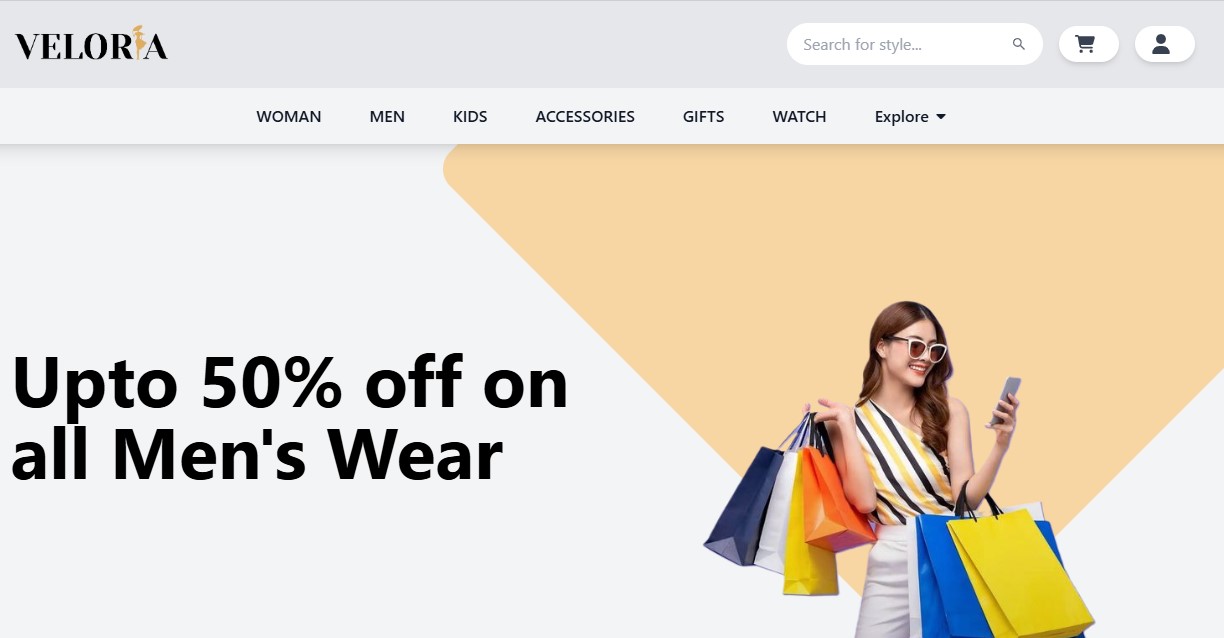 VELORIA
Search for style...
WOMAN MEN KIDS ACCESSORIES GIFTS WATCH Explore
Upto 50% off on
all Men's Wear